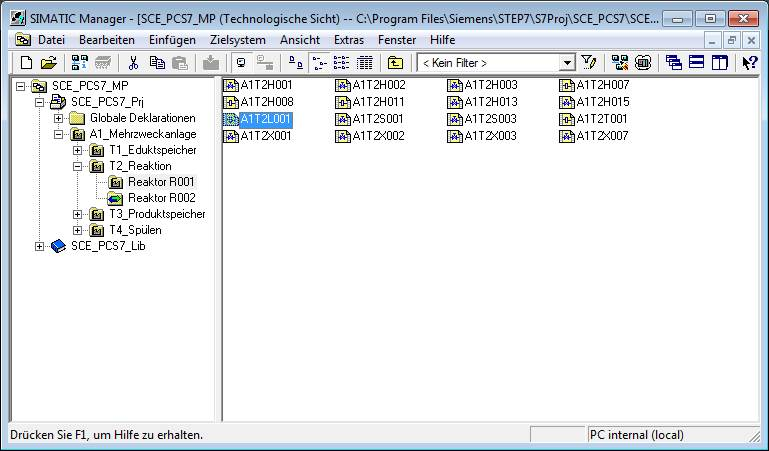 SIMATIC Manager - [SCE_PCS7_MP (Technologische Sicht) -- C:\Program Files\Siemens\STEP7\S7Proj\SCE_PCS7\SCE_...
Datei Bearbeiten Einfügen Zielsystem Ansicht Extras Fenster Hilfe
< Kein Filter >
SCE_PCS7_MP
SCE_PCS7_Prj
Globale Deklarationen
A1_Mehrzweckanlage
T1_Eduktspeicher
T2_Reaktion
Reaktor R001
Reaktor R002
T3_Produktspeicher
T4_Spülen
SCE_PCS7_Lib
A1T2H001 A1T2H002 A1T2H003 A1T2H007
A1T2H008 A1T2H011 A1T2H013 A1T2H015
A1T2L001 A1T2S001 A1T2S003 A1T2T001
A1T2X001 A1T2X002 A1T2X003 A1T2X007
Drücken Sie F1, um Hilfe zu erhalten. PC internal (local)